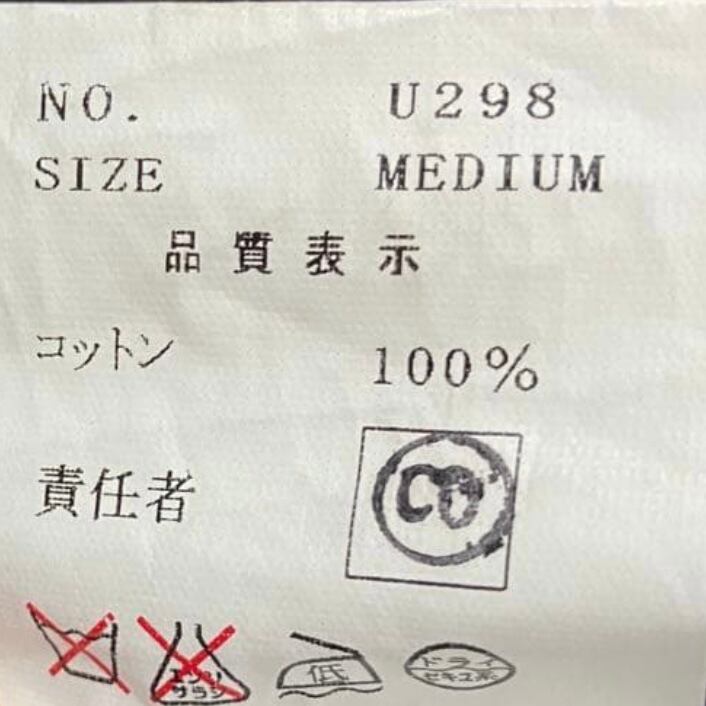 NO. U298
SIZE MEDIUM
品質表示
コットン 100%
責任者 CO
エンソ
サラシ
低
ドライ
セキユ系